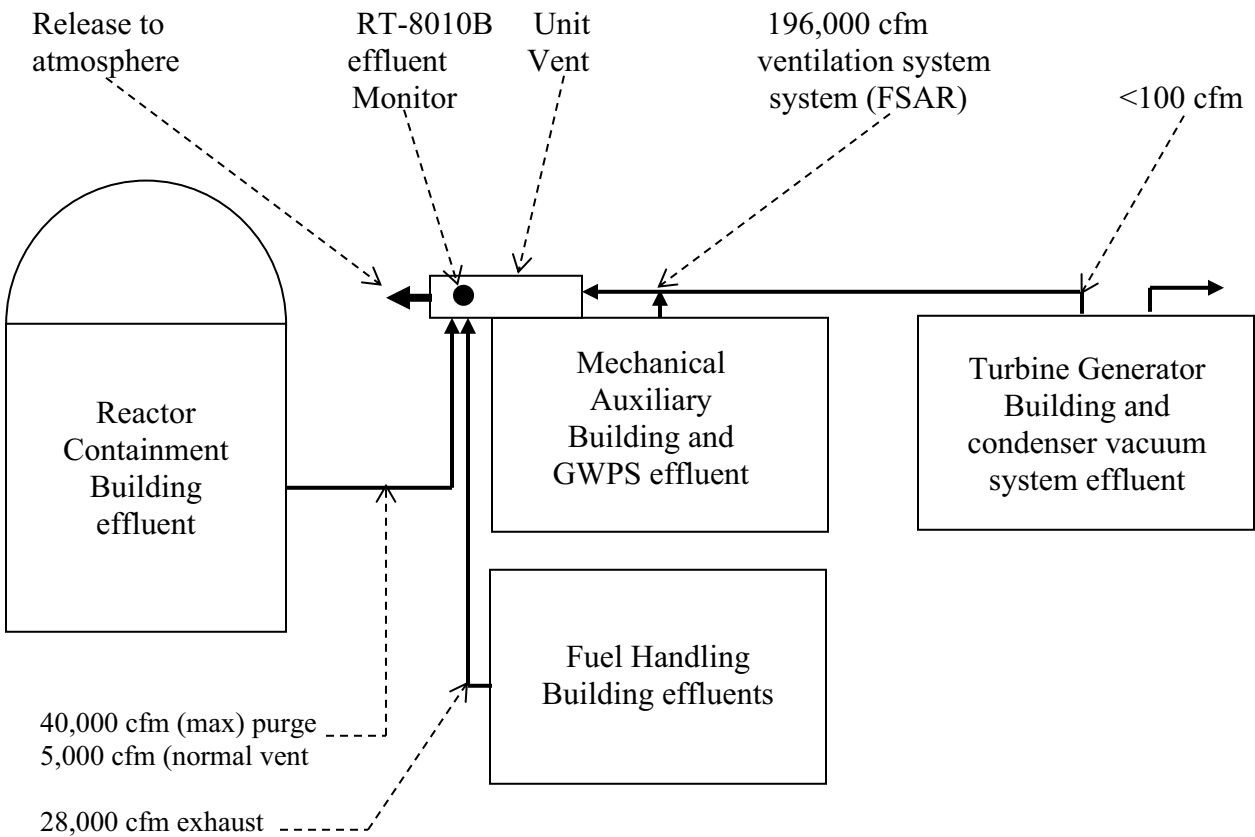 Release to
atmosphere
RT-8010B
effluent
Monitor
Unit
Vent
196,000 cfm
ventilation system
system (FSAR)
<100 cfm
Reactor
Containment
Building
effluent
Mechanical
Auxiliary
Building and
GWPS effluent
Turbine Generator
Building and
condenser vacuum
system effluent
Fuel Handling
Building effluents
40,000 cfm (max) purge
5,000 cfm (normal vent
28,000 cfm exhaust